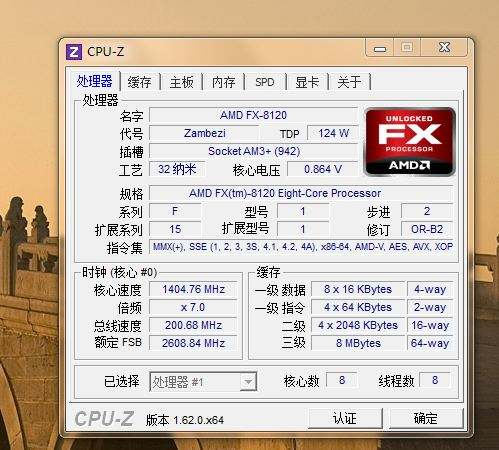 CPU-Z
处理器 缓存 主板 内存 SPD 显卡 关于
处理器
名字 AMD FX-8120
代号 Zambezi TDP 124 W
插槽 Socket AM3+ (942)
工艺 32 纳米 核心电压 0.864 V
UNLOCKED
FX
PROCESSOR
AMD
规格 AMD FX(tm)-8120 Eight-Core Processor
系列 F 型号 1 步进 2
扩展系列 15 扩展型号 1 修订 OR-B2
指令集 MMX(+), SSE (1, 2, 3, 3S, 4.1, 4.2, 4A), x86-64, AMD-V, AES, AVX, XOP
时钟 (核心 #0)
核心速度 1404.76 MHz
倍频 x 7.0
总线速度 200.68 MHz
额定 FSB 2608.84 MHz
缓存
一级 数据 8 x 16 KBytes 4-way
一级 指令 4 x 64 KBytes 2-way
二级 4 x 2048 KBytes 16-way
三级 8 MBytes 64-way
已选择 处理器 #1 核心数 8 线程数 8
CPU-Z 版本 1.62.0.x64 认证 确定